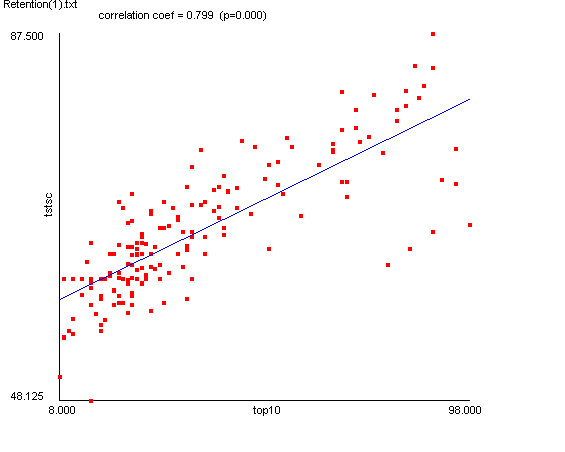 Retention(1).txt
correlation coef = 0.799 (p=0.000)
87.500
tstsc
48.125
8.000 top10 98.000